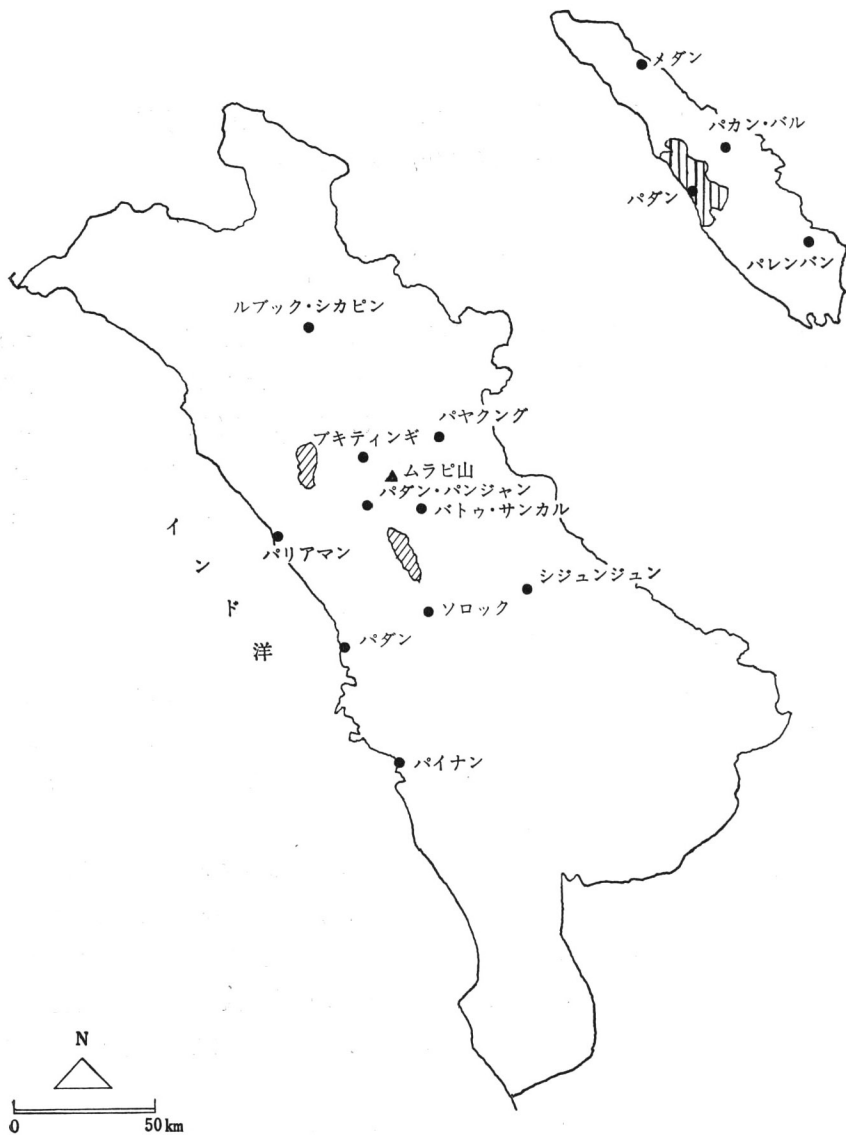 メダン
パカン・バル
パダン
パレンバン
ルブック・シカピン
パヤクング
ブキティンギ
ムラピ山
パダン・パンジャン
バトゥ・サンカル
パリアマン
インド洋
シジュンジュン
ソロック
パダン
パイナン
N
0 50km